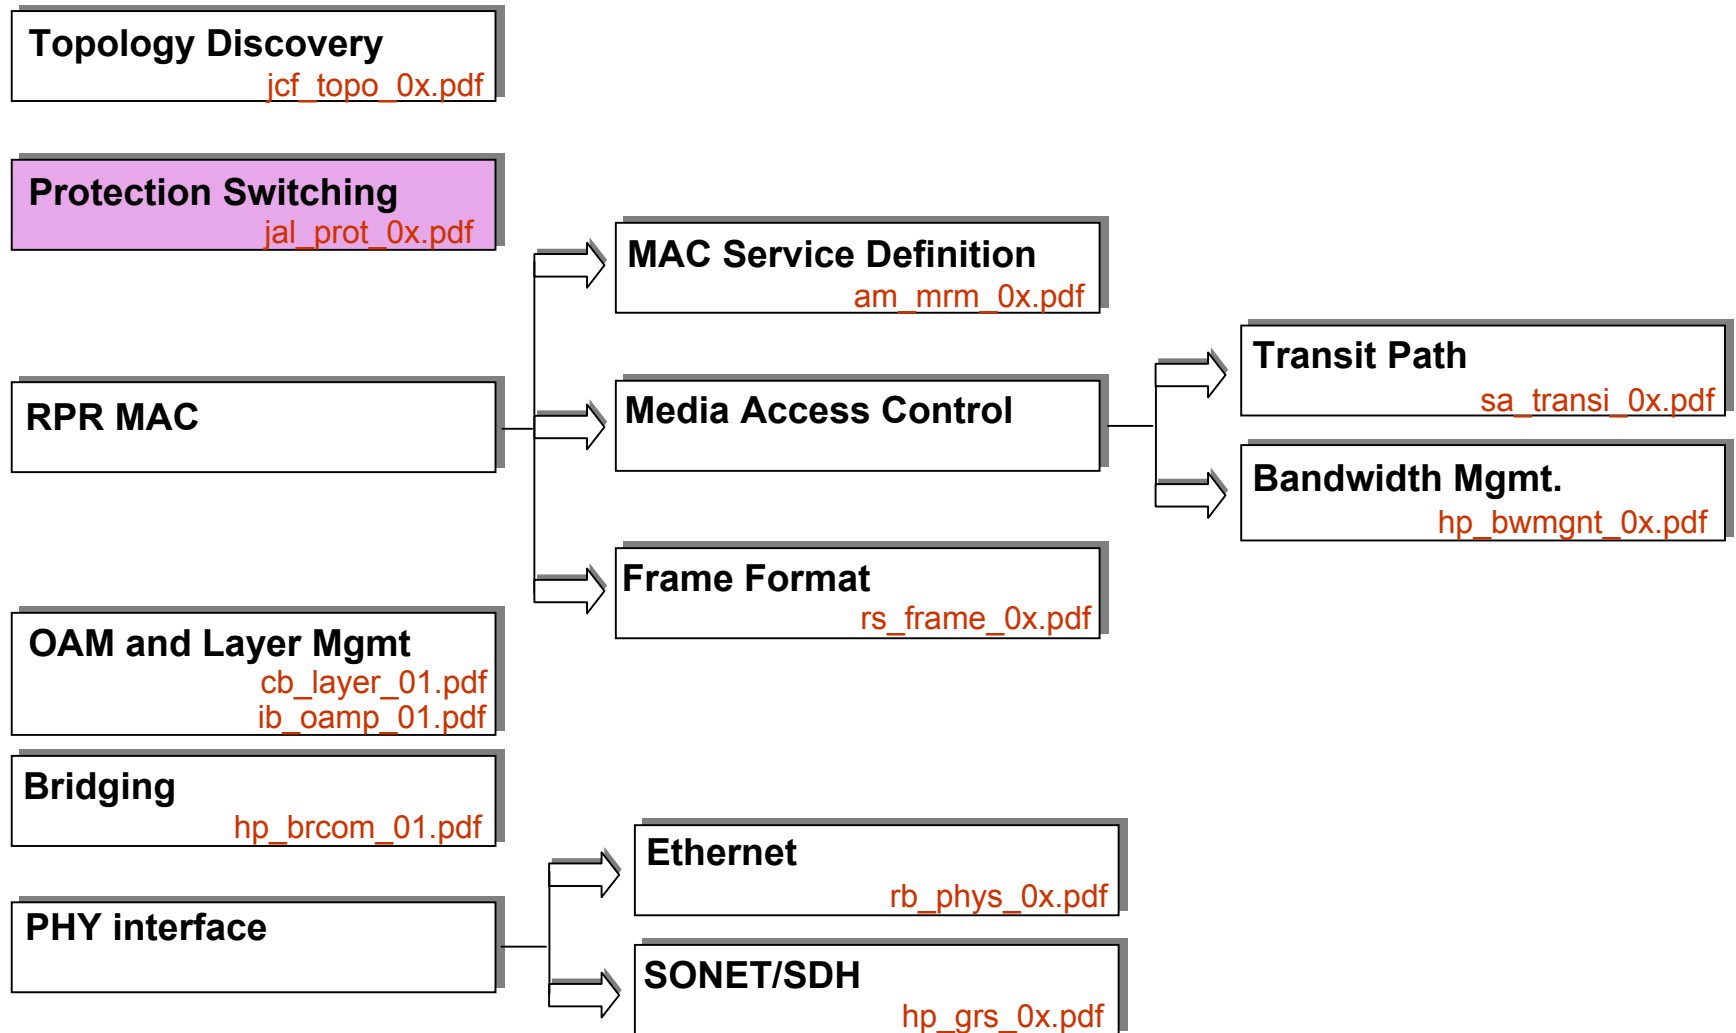 Topology Discovery
jcf_topo_0x.pdf
Protection Switching
jal_prot_0x.pdf
RPR MAC
MAC Service Definition
am_mrm_0x.pdf
Media Access Control
Frame Format
rs_frame_0x.pdf
Transit Path
sa_transi_0x.pdf
Bandwidth Mgmt.
hp_bwmgnt_0x.pdf
OAM and Layer Mgmt
cb_layer_01.pdf
ib_oamp_01.pdf
Bridging
hp_brcom_01.pdf
PHY interface
Ethernet
rb_phys_0x.pdf
SONET/SDH
hp_grs_0x.pdf